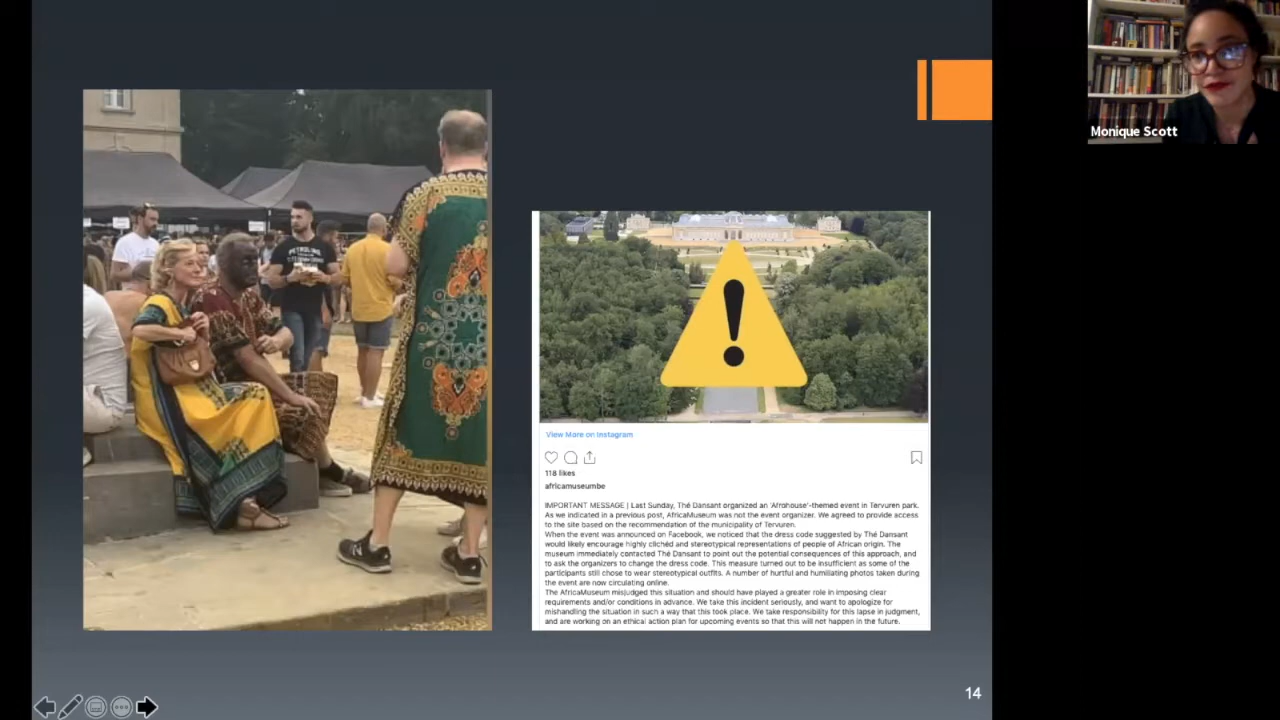 Monique Scott
PETROLING
View More on Instagram
118 likes
africamuseumbe
IMPORTANT MESSAGE | Last Sunday, Thé Dansant organized an 'Afrohouse'-themed event in Tervuren park.
As we indicated in a previous post, AfricaMuseum was not the event organizer. We agreed to provide access
to the site based on the recommendation of the municipality of Tervuren.
When the event was announced on Facebook, we noticed that the dress code suggested by Thé Dansant
would likely encourage highly clichéd and stereotypical representations of people of African origin. The
museum immediately contacted Thé Dansant to point out the potential consequences of this approach, and
to ask the organizers to change the dress code. This measure turned out to be insufficient as some of the
participants still chose to wear stereotypical outfits. A number of hurtful and humiliating photos taken during
the event are now circulating online.
The AfricaMuseum misjudged this situation and should have played a greater role in imposing clear
requirements and/or conditions in advance. We take this incident seriously, and want to apologize for
mishandling the situation in such a way that this took place. We take responsibility for this lapse in judgment,
and are working on an ethical action plan for upcoming events so that this will not happen in the future.
14